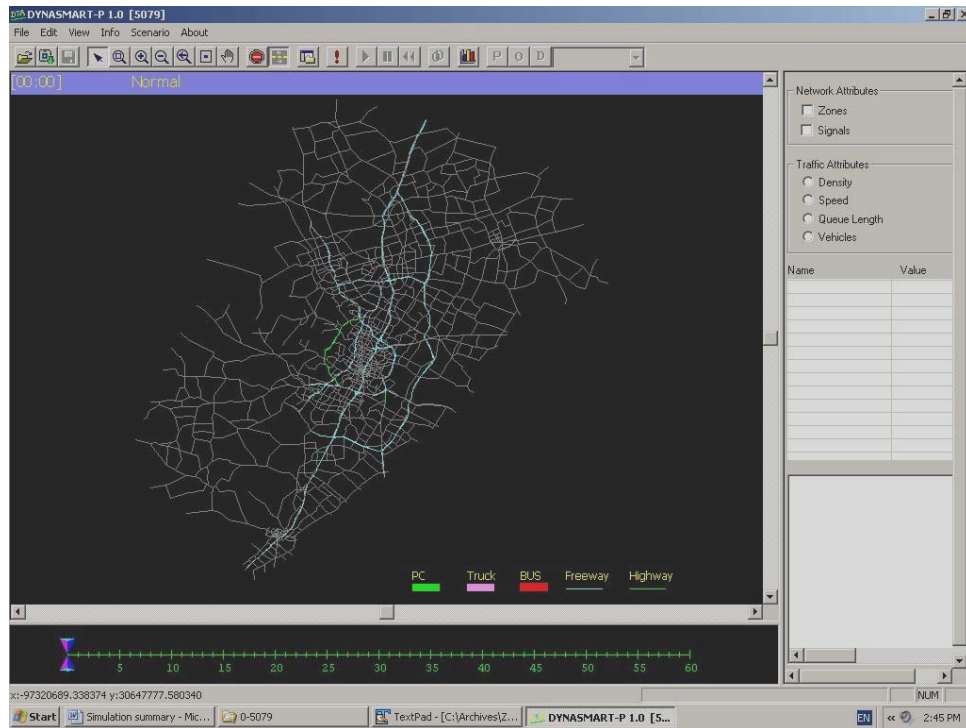 DYNASMART-P 1.0 [5079]
File Edit View Info Scenario About
P O D
[00:00] Normal
Network Attributes
Zones
Signals
Traffic Attributes
Density
Speed
Queue Length
Vehicles
Name Value
PC Truck BUS Freeway Highway
5 10 15 20 25 30 35 40 45 50 55 60
x:-97320689.338374 y:30647777.580340
NUM
Start Simulation summary - Mic... 0-5079 TextPad - [C:\Archives\Z... DYNASMART-P 1.0 [5... EN « 2:45 PM